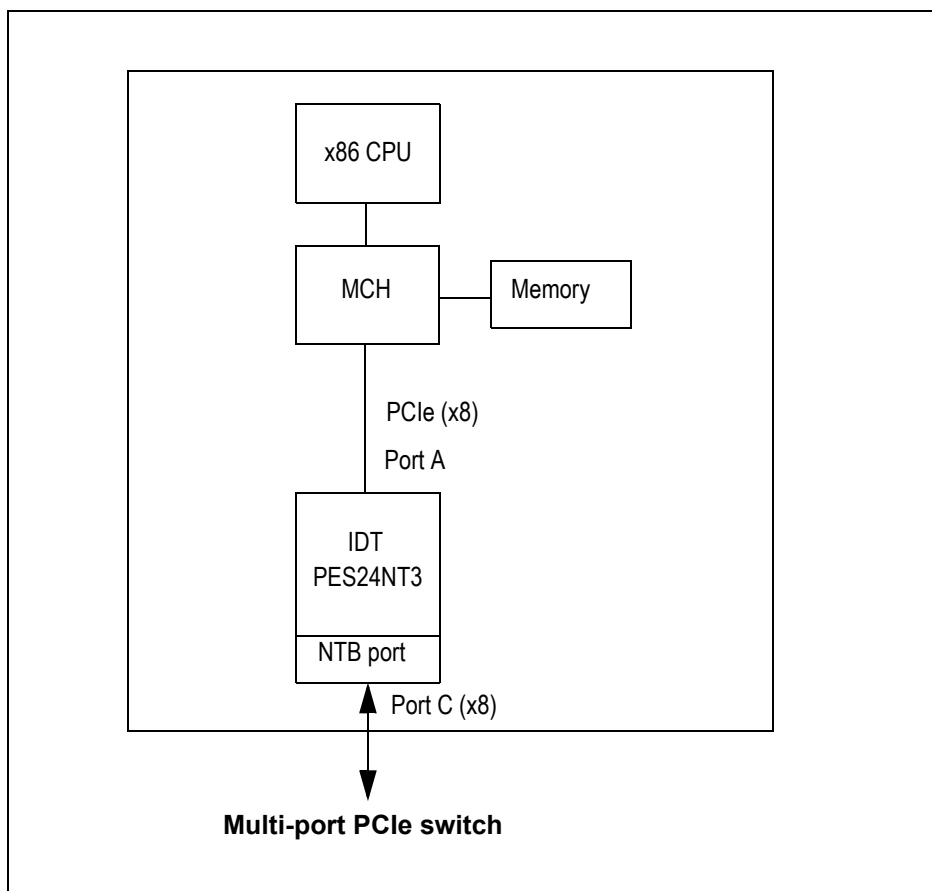 x86 CPU
MCH
Memory
PCIe (x8)
Port A
IDT
PES24NT3
NTB port
Port C (x8)
Multi-port PCIe switch